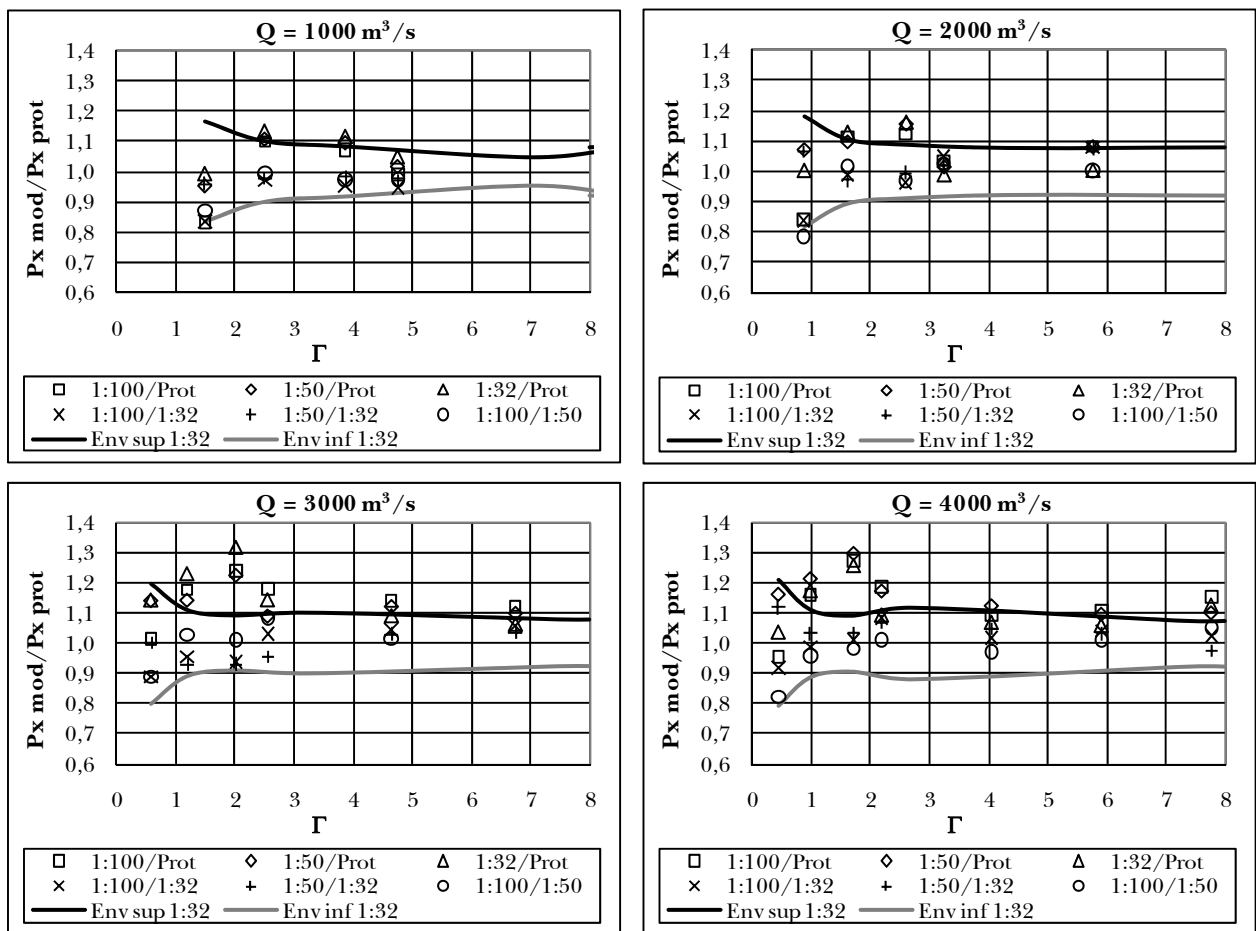 Q = 1000 m³/s
Px mod/Px prot
1,4
1,3
1,2
1,1
1,0
0,9
0,8
0,7
0,6
0 1 2 3 4 5 6 7 8
Γ
1:100/Prot 1:50/Prot 1:32/Prot
1:100/1:32 1:50/1:32 1:100/1:50
Env sup 1:32 Env inf 1:32
Q = 2000 m³/s
Px mod/Px prot
1,4
1,3
1,2
1,1
1,0
0,9
0,8
0,7
0,6
0 1 2 3 4 5 6 7 8
Γ
1:100/Prot 1:50/Prot 1:32/Prot
1:100/1:32 1:50/1:32 1:100/1:50
Env sup 1:32 Env inf 1:32
Q = 3000 m³/s
Px mod/Px prot
1,4
1,3
1,2
1,1
1,0
0,9
0,8
0,7
0,6
0 1 2 3 4 5 6 7 8
Γ
1:100/Prot 1:50/Prot 1:32/Prot
1:100/1:32 1:50/1:32 1:100/1:50
Env sup 1:32 Env inf 1:32
Q = 4000 m³/s
Px mod/Px prot
1,4
1,3
1,2
1,1
1,0
0,9
0,8
0,7
0,6
0 1 2 3 4 5 6 7 8
Γ
1:100/Prot 1:50/Prot 1:32/Prot
1:100/1:32 1:50/1:32 1:100/1:50
Env sup 1:32 Env inf 1:32